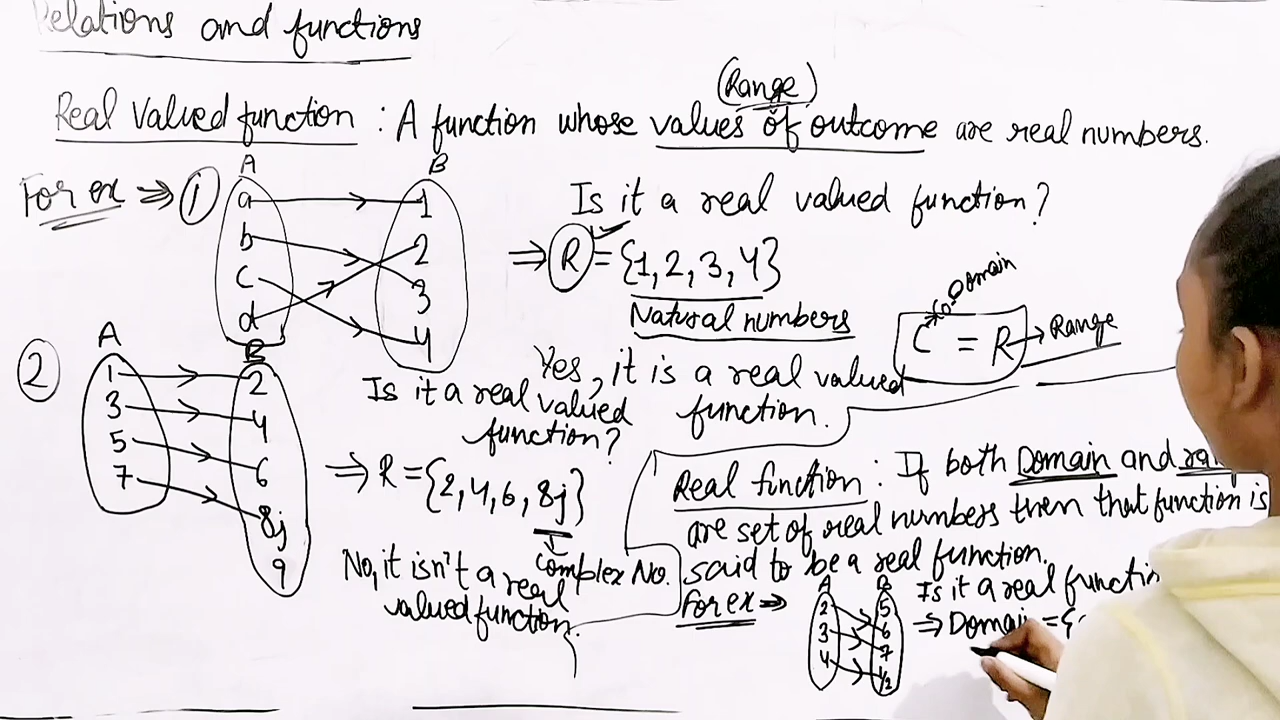 Relations and functions
(Range)
Real Valued function : A function whose values of outcome are real numbers.
For ex ⇒ ①
A B
a 1
b 2
c 3
d 4
Is it a real valued function?
⇒ R = {1, 2, 3, 4}
Natural numbers
Yes, it is a real valued
function.
Domain
= R → Range
②
A B
1 2
3 4
5 6
7 8j
9
Is it a real valued
function?
⇒ R = {2, 4, 6, 8j}
Complex No.
No, it isn't a real
valued function.
Real function : If both Domain and
are set of real numbers them that function is
said to be a real function.
For ex ⇒
A B
2 5
3 6
4 7
1/2
Is it a real
⇒ Domain = {